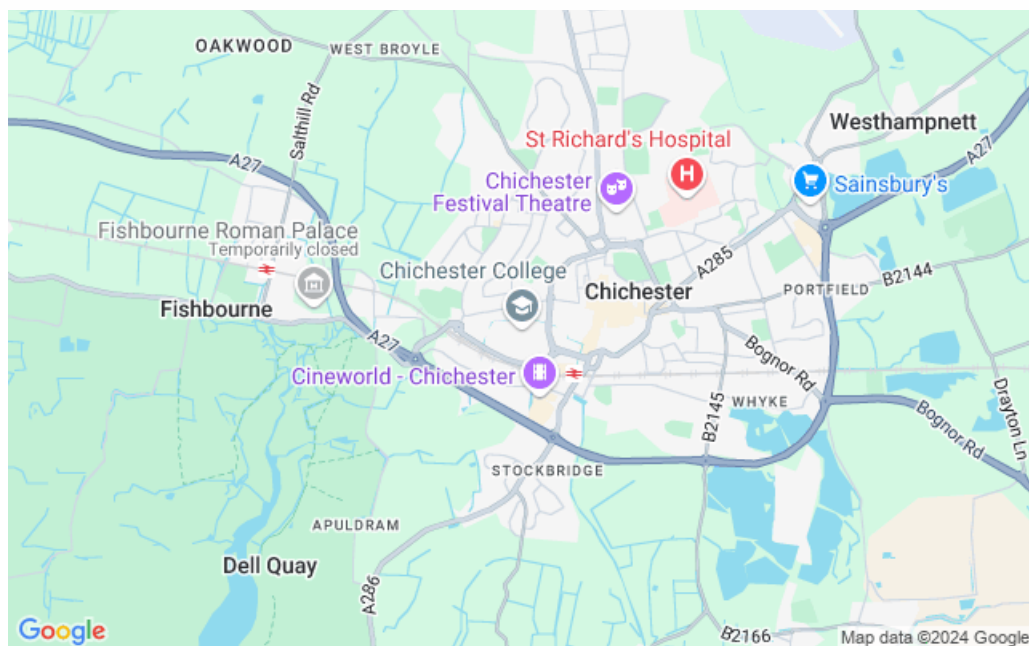 OAKWOOD
WEST BROYLE
Salthill Rd
A27
Westhampnett
A27
St Richard's Hospital
Sainsbury's
Chichester
Festival Theatre
Fishbourne Roman Palace
Temporarily closed
Chichester College
A285
B2144
Chichester
PORTFIELD
Fishbourne
A27
Cineworld - Chichester
Bognor Rd
WHYKE
Drayton Ln
B2145
Bognor Rd
STOCKBRIDGE
APULDRAM
Dell Quay
A286
B2166
Google
Map data ©2024 Google